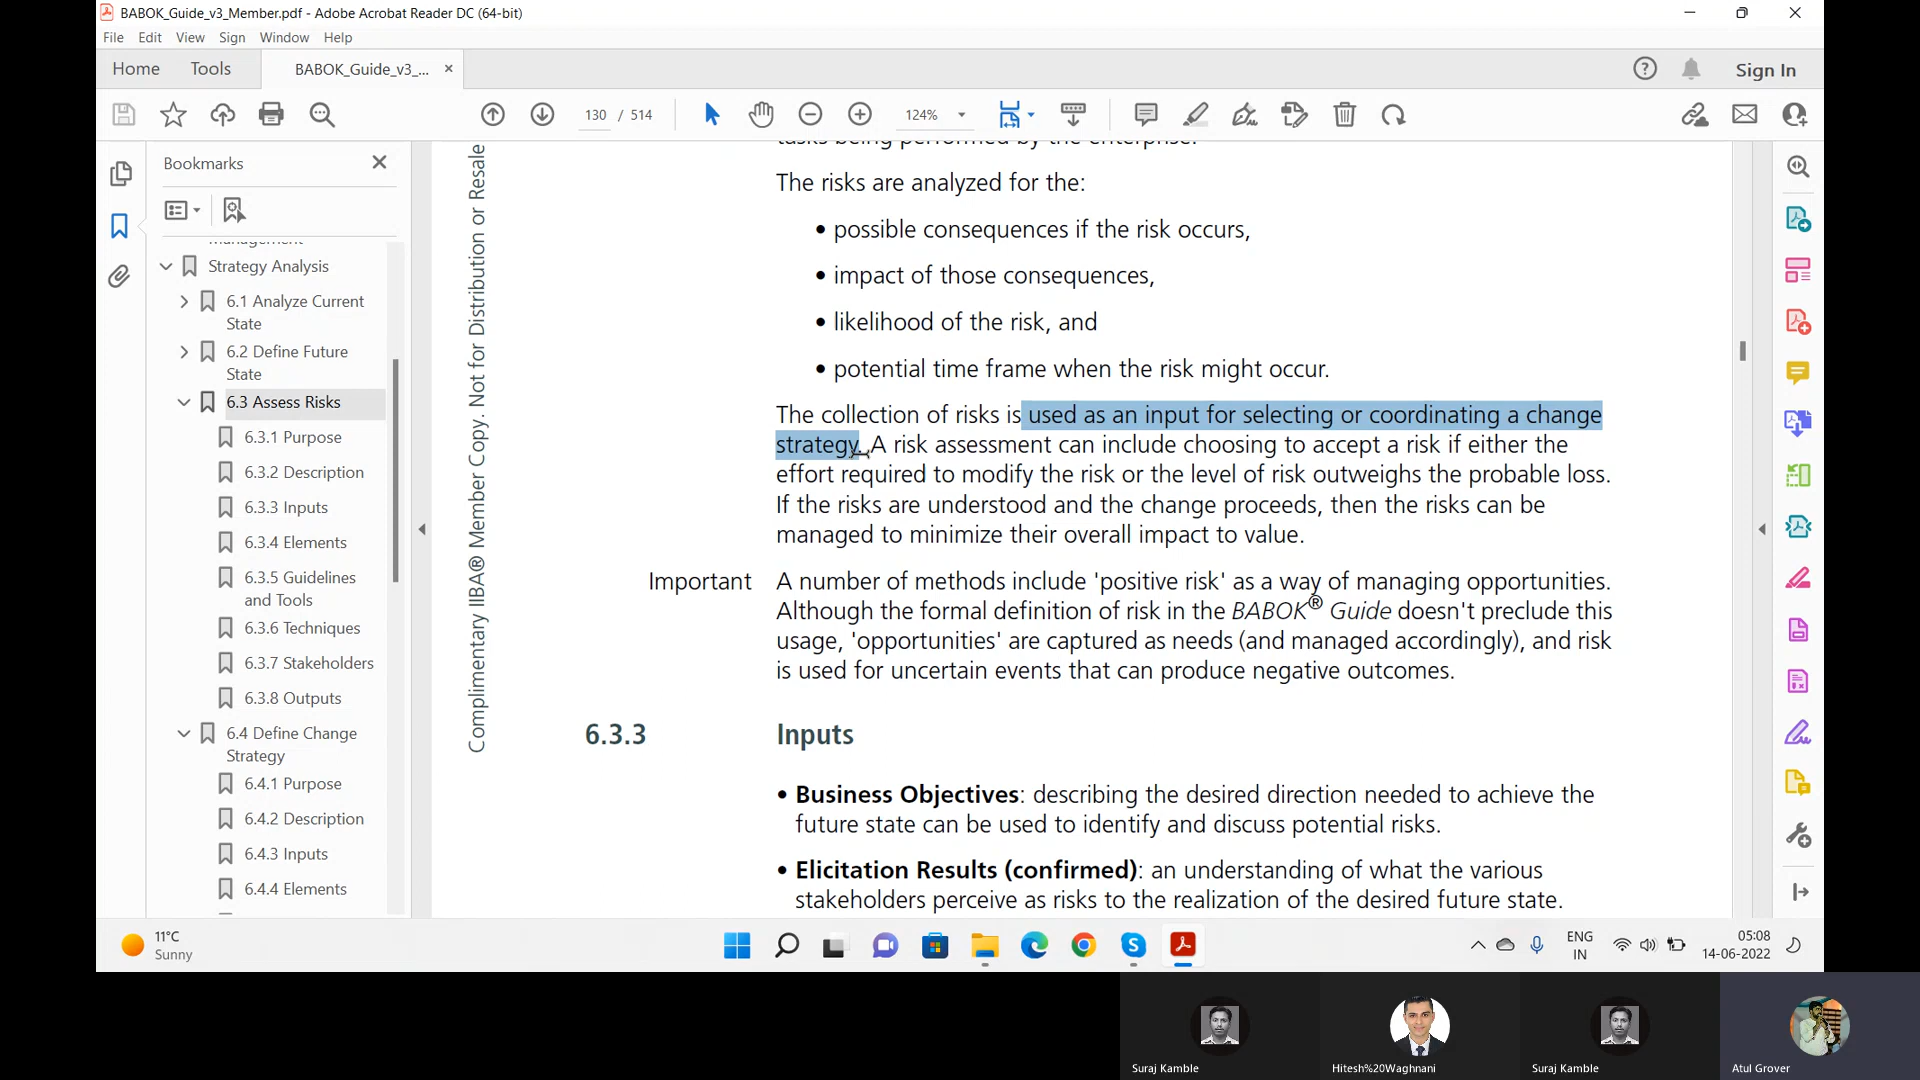 BABOK_Guide_v3_Member.pdf - Adobe Acrobat Reader DC (64-bit)
File Edit View Sign Window Help
Home Tools BABOK_Guide_v3_... × Sign In
130 / 514 124%
Bookmarks
Management
Strategy Analysis
6.1 Analyze Current
State
6.2 Define Future
State
6.3 Assess Risks
6.3.1 Purpose
6.3.2 Description
6.3.3 Inputs
6.3.4 Elements
6.3.5 Guidelines
and Tools
6.3.6 Techniques
6.3.7 Stakeholders
6.3.8 Outputs
6.4 Define Change
Strategy
6.4.1 Purpose
6.4.2 Description
6.4.3 Inputs
6.4.4 Elements
Complimentary IIBA® Member Copy. Not for Distribution or Resale
tasks being performed by the enterprise.
The risks are analyzed for the:
• possible consequences if the risk occurs,
• impact of those consequences,
• likelihood of the risk, and
• potential time frame when the risk might occur.
The collection of risks is used as an input for selecting or coordinating a change
strategy. A risk assessment can include choosing to accept a risk if either the
effort required to modify the risk or the level of risk outweighs the probable loss.
If the risks are understood and the change proceeds, then the risks can be
managed to minimize their overall impact to value.
Important A number of methods include 'positive risk' as a way of managing opportunities.
Although the formal definition of risk in the BABOK® Guide doesn't preclude this
usage, 'opportunities' are captured as needs (and managed accordingly), and risk
is used for uncertain events that can produce negative outcomes.
6.3.3 Inputs
• Business Objectives: describing the desired direction needed to achieve the
future state can be used to identify and discuss potential risks.
• Elicitation Results (confirmed): an understanding of what the various
stakeholders perceive as risks to the realization of the desired future state.
11°C
Sunny
ENG
IN
05:08
14-06-2022
Suraj Kamble Hitesh%20Waghnani Suraj Kamble Atul Grover